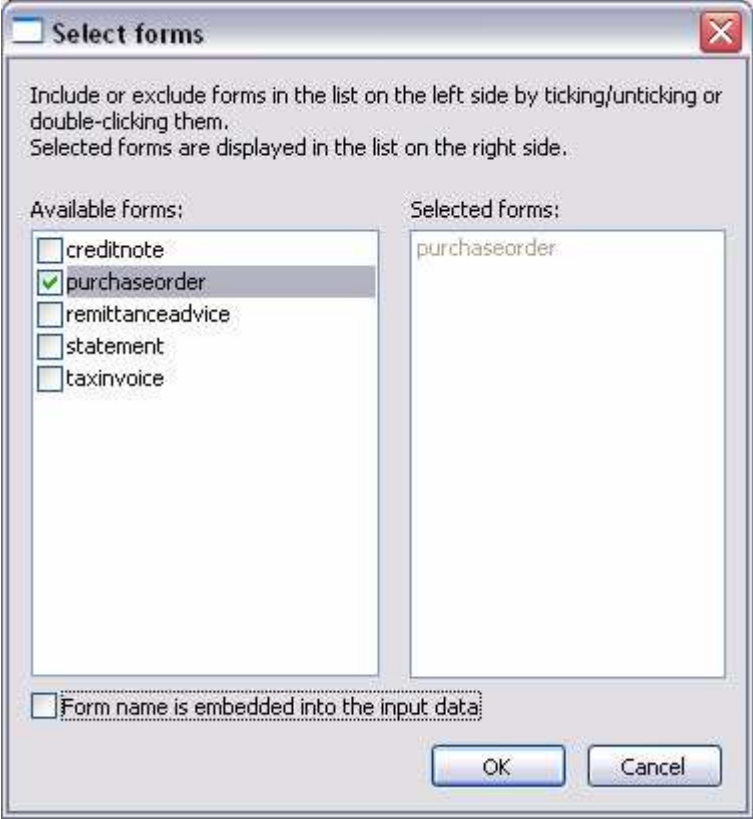 Select forms
Include or exclude forms in the list on the left side by ticking/unticking or
double-clicking them.
Selected forms are displayed in the list on the right side.
Available forms:
creditnote
purchaseorder
remittanceadvice
statement
taxinvoice
Selected forms:
purchaseorder
Form name is embedded into the input data
OK
Cancel